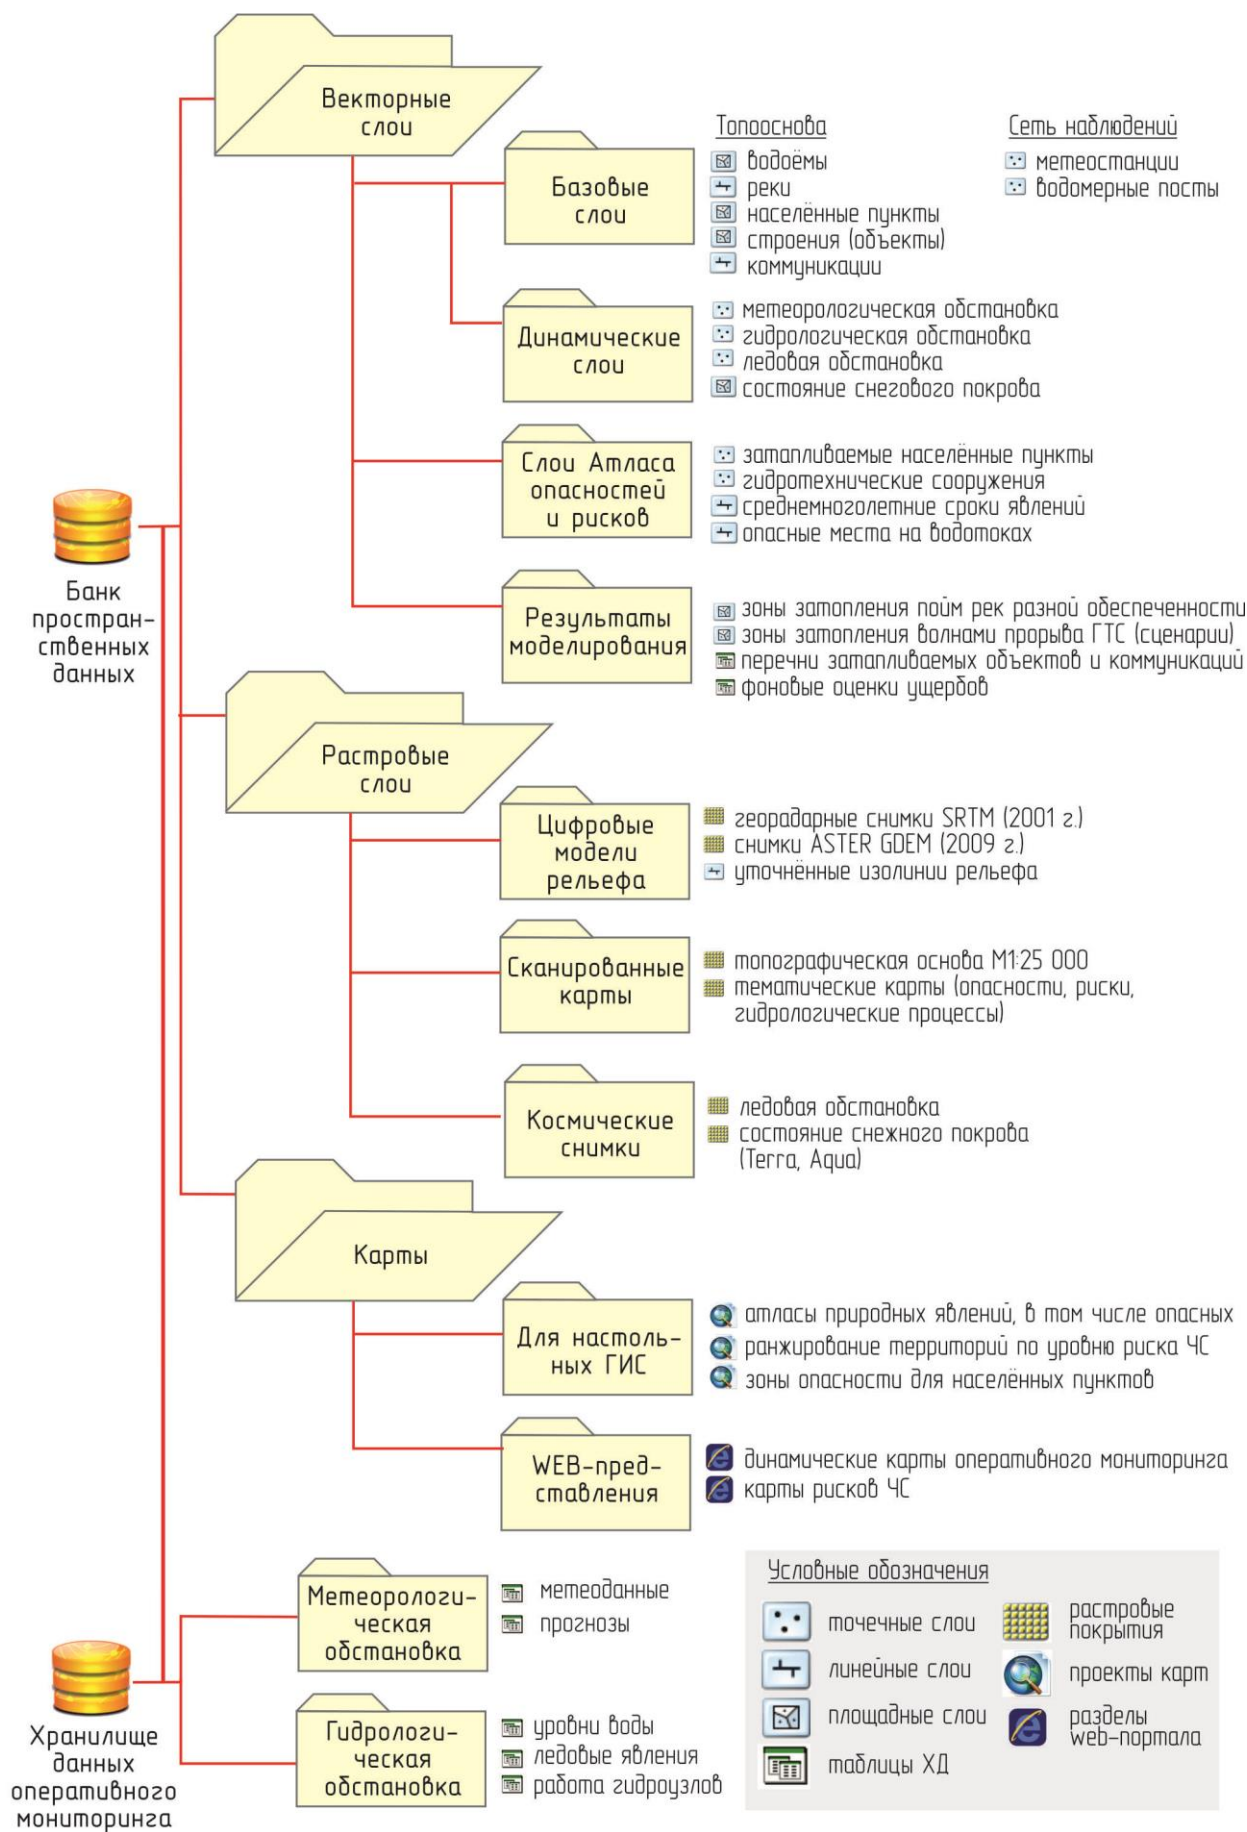 Векторные
слои
Топооснова
водоёмы
реки
населённые пункты
строения (объекты)
коммуникации
Сеть наблюдений
метеостанции
водомерные посты
Базовые
слои
Динамические
слои
метеорологическая обстановка
гидрологическая обстановка
ледовая обстановка
состояние снегового покрова
Слои Атласа
опасностей
и рисков
затапливаемые населённые пункты
гидротехнические сооружения
среднемноголетние сроки явлений
опасные места на водотоках
Банк
простран-
ственных
данных
Результаты
моделирования
зоны затопления пойм рек разной обеспеченности
зоны затопления волнами прорыва ГТС (сценарии)
перечни затапливаемых объектов и коммуникаций
фоновые оценки ущербов
Растровые
слои
Цифровые
модели
рельефа
георадарные снимки SRTM (2001 г.)
снимки ASTER GDEM (2009 г.)
уточнённые изолинии рельефа
Сканированные
карты
топографическая основа М1:25 000
тематические карты (опасности, риски,
гидрологические процессы)
Космические
снимки
ледовая обстановка
состояние снежного покрова
(Terra, Aqua)
Карты
Для настоль-
ных ГИС
атласы природных явлений, в том числе опасных
ранжирование территорий по уровню риска ЧС
зоны опасности для населённых пунктов
WEB-пред-
ставления
динамические карты оперативного мониторинга
карты рисков ЧС
Метеорологи-
ческая
обстановка
метеоданные
прогнозы
Хранилище
данных
оперативного
мониторинга
Гидрологи-
ческая
обстановка
уровни воды
ледовые явления
работа гидроузлов
Условные обозначения
точечные слои
линейные слои
площадные слои
таблицы ХД
растровые
покрытия
проекты карт
разделы
web-портала